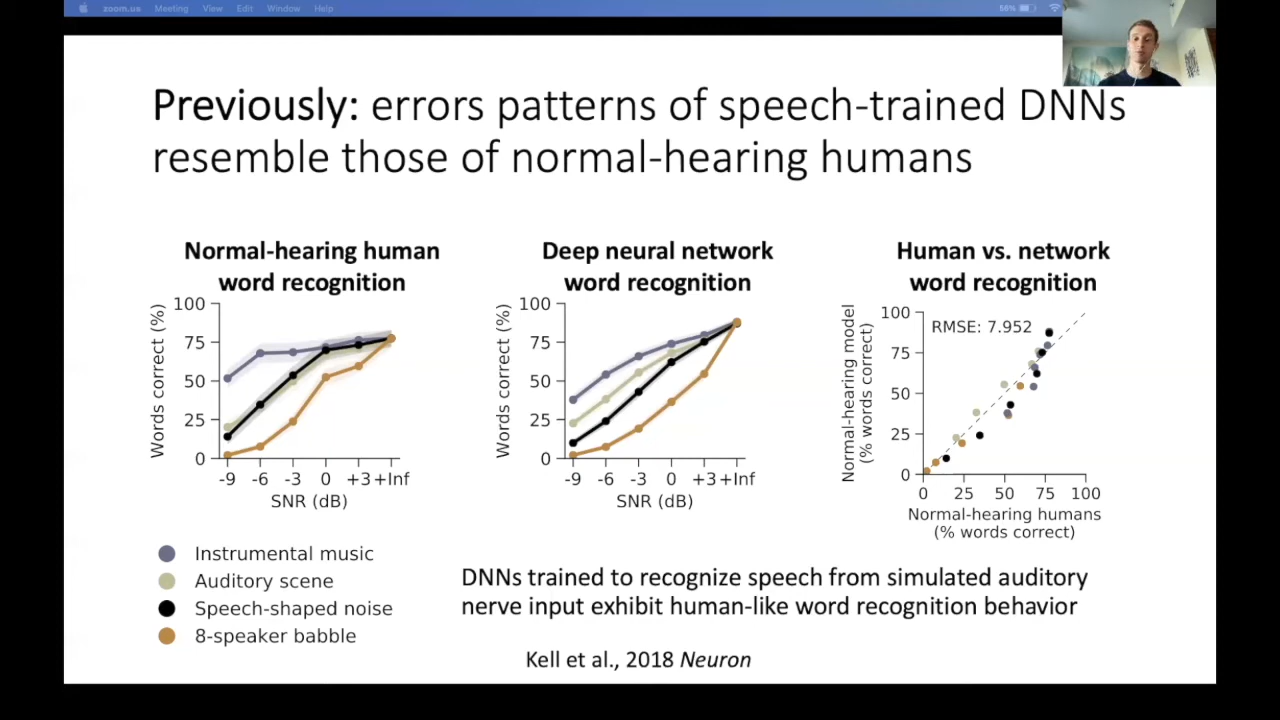 zoom.us Meeting View Edit Window Help
56%
Previously: errors patterns of speech-trained DNNs
resemble those of normal-hearing humans
Normal-hearing human
word recognition
Words correct (%)
100
75
50
25
0
-9 -6 -3 0 +3 +Inf
SNR (dB)
Deep neural network
word recognition
Words correct (%)
100
75
50
25
0
-9 -6 -3 0 +3 +Inf
SNR (dB)
Human vs. network
word recognition
Normal-hearing model
(% words correct)
100
75
50
25
0
RMSE: 7.952
0 25 50 75 100
Normal-hearing humans
(% words correct)
Instrumental music
Auditory scene
Speech-shaped noise
8-speaker babble
DNNs trained to recognize speech from simulated auditory
nerve input exhibit human-like word recognition behavior
Kell et al., 2018 Neuron